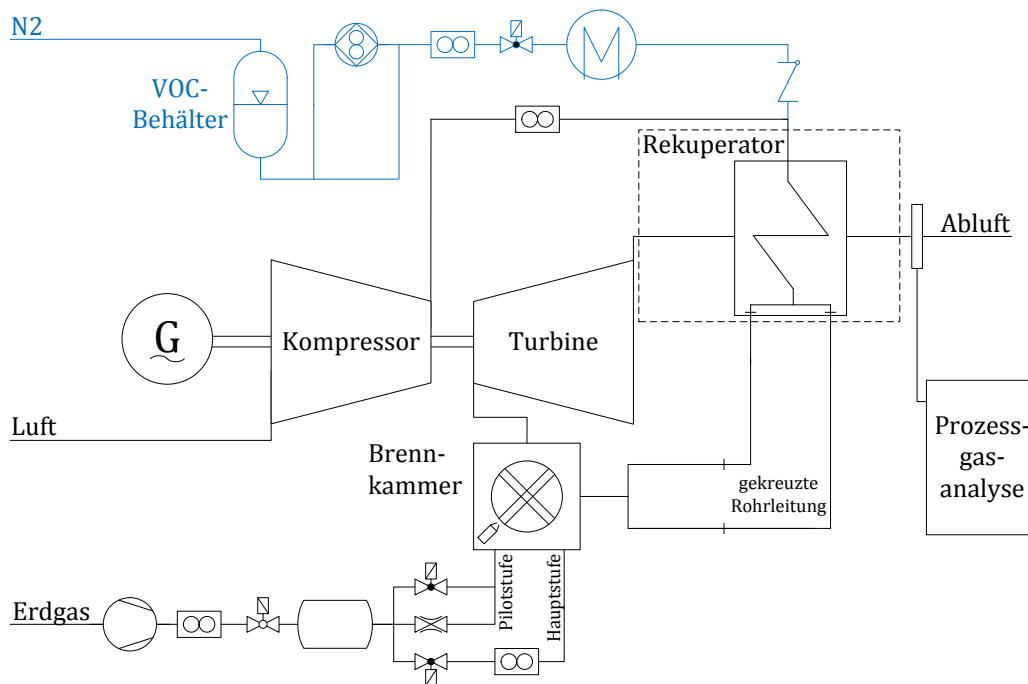 N2
VOC-
Behälter
Rekuperator
Abluft
G
Kompressor
Turbine
Luft
Brenn-
kammer
gekreuzte
Rohrleitung
Prozess-
gas-
analyse
Pilotstufe
Hauptstufe
Erdgas